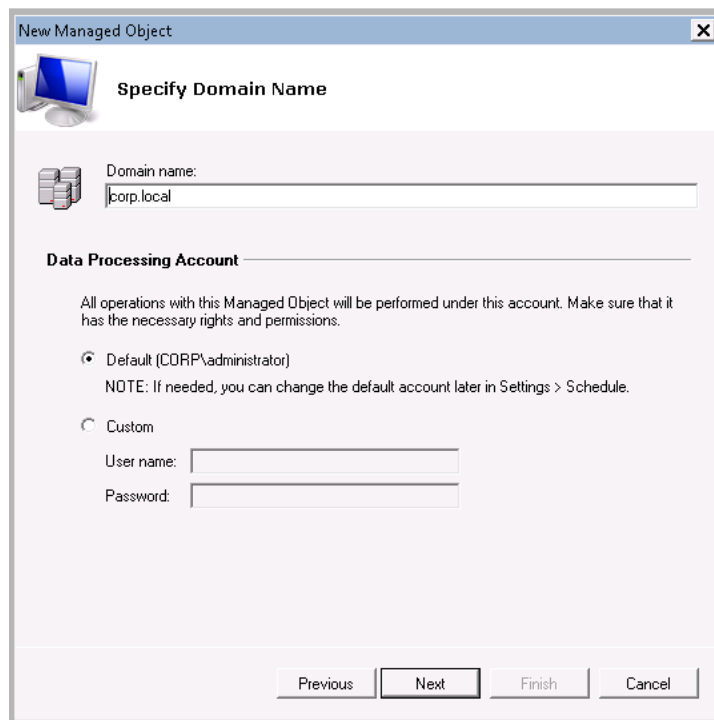 New Managed Object
Specify Domain Name
Domain name:
corp.local
Data Processing Account
All operations with this Managed Object will be performed under this account. Make sure that it
has the necessary rights and permissions.
Default (CORP\administrator)
NOTE: If needed, you can change the default account later in Settings > Schedule.
Custom
User name:
Password:
Previous Next Finish Cancel